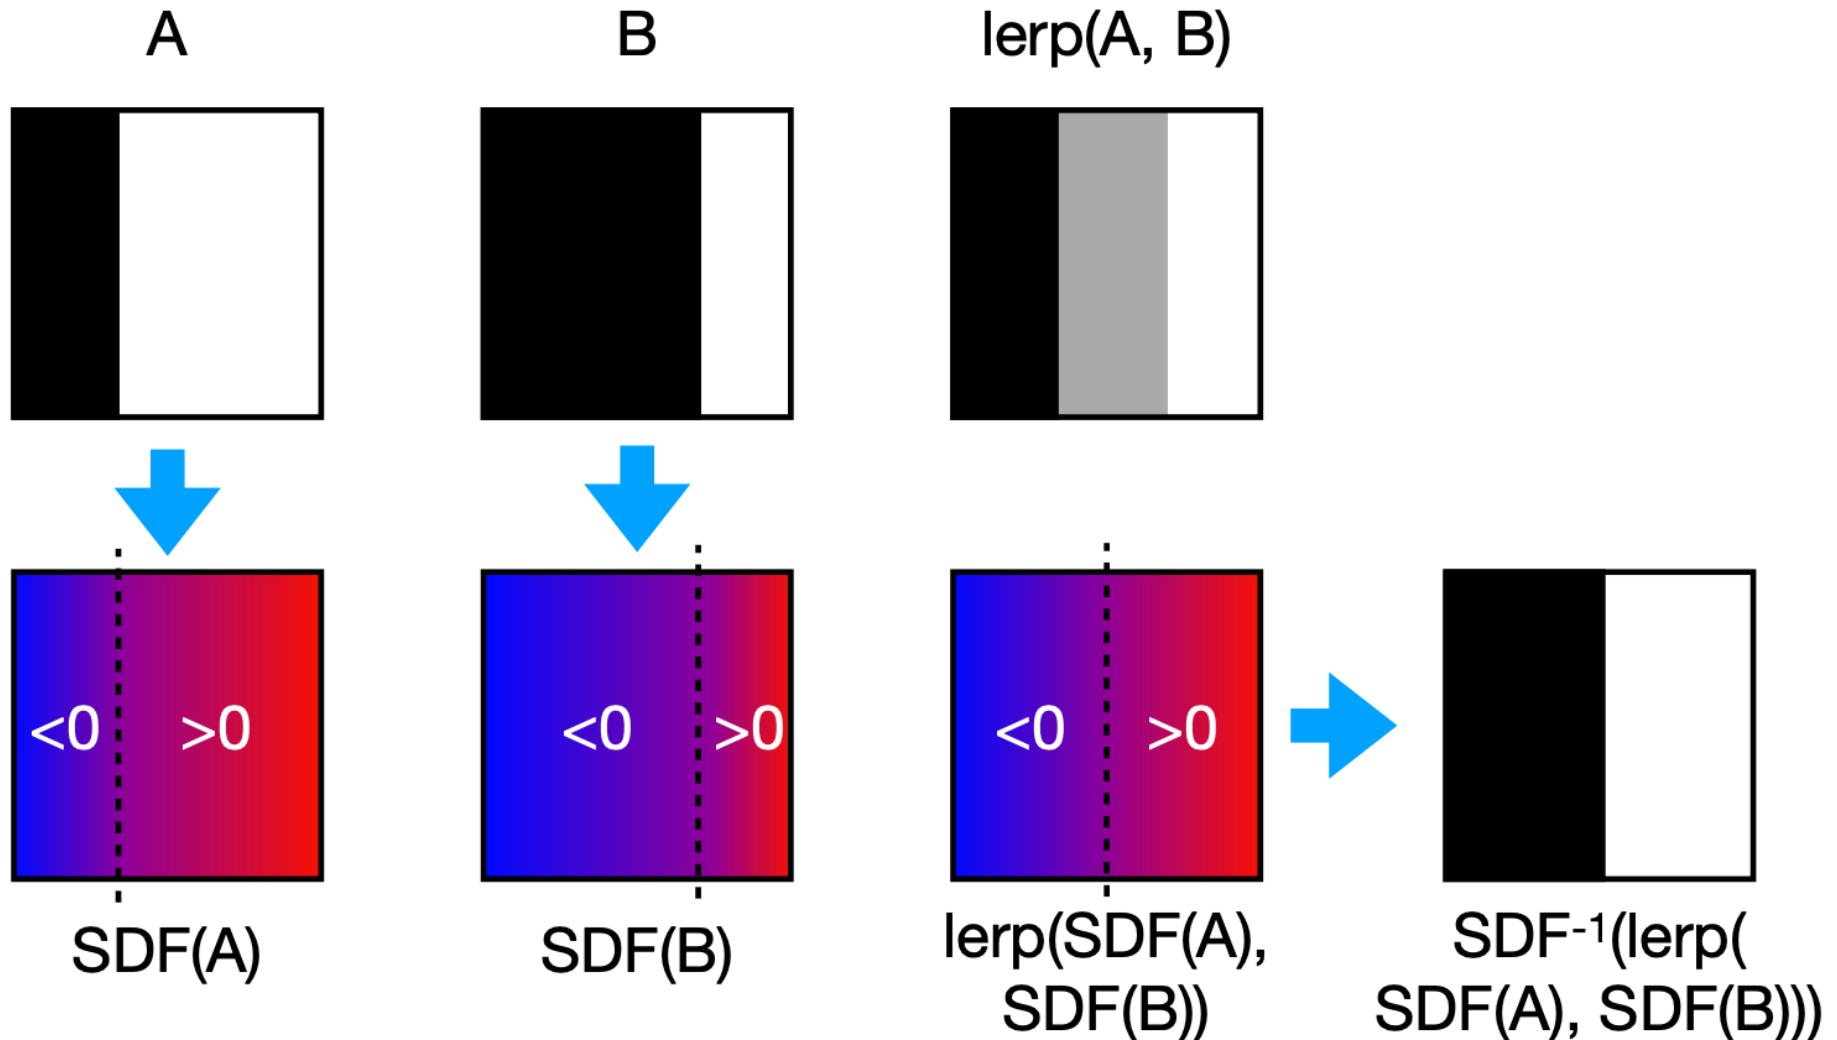 A
B
lerp(A, B)
<0
>0
<0
>0
<0
>0
SDF(A)
SDF(B)
lerp(SDF(A),
SDF(B))
SDF⁻¹(lerp(
SDF(A), SDF(B)))